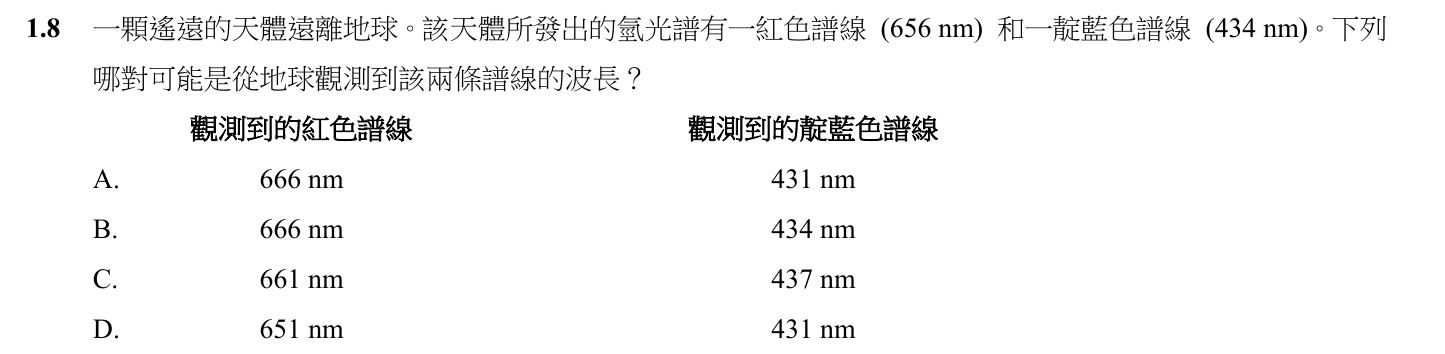 1.8 一顆遙遠的天體遠離地球。該天體所發出的氫光譜有一紅色譜線 (656 nm) 和一靛藍色譜線 (434 nm)。下列
哪對可能是從地球觀測到該兩條譜線的波長？
觀測到的紅色譜線 觀測到的靛藍色譜線
A. 666 nm 431 nm
B. 666 nm 434 nm
C. 661 nm 437 nm
D. 651 nm 431 nm